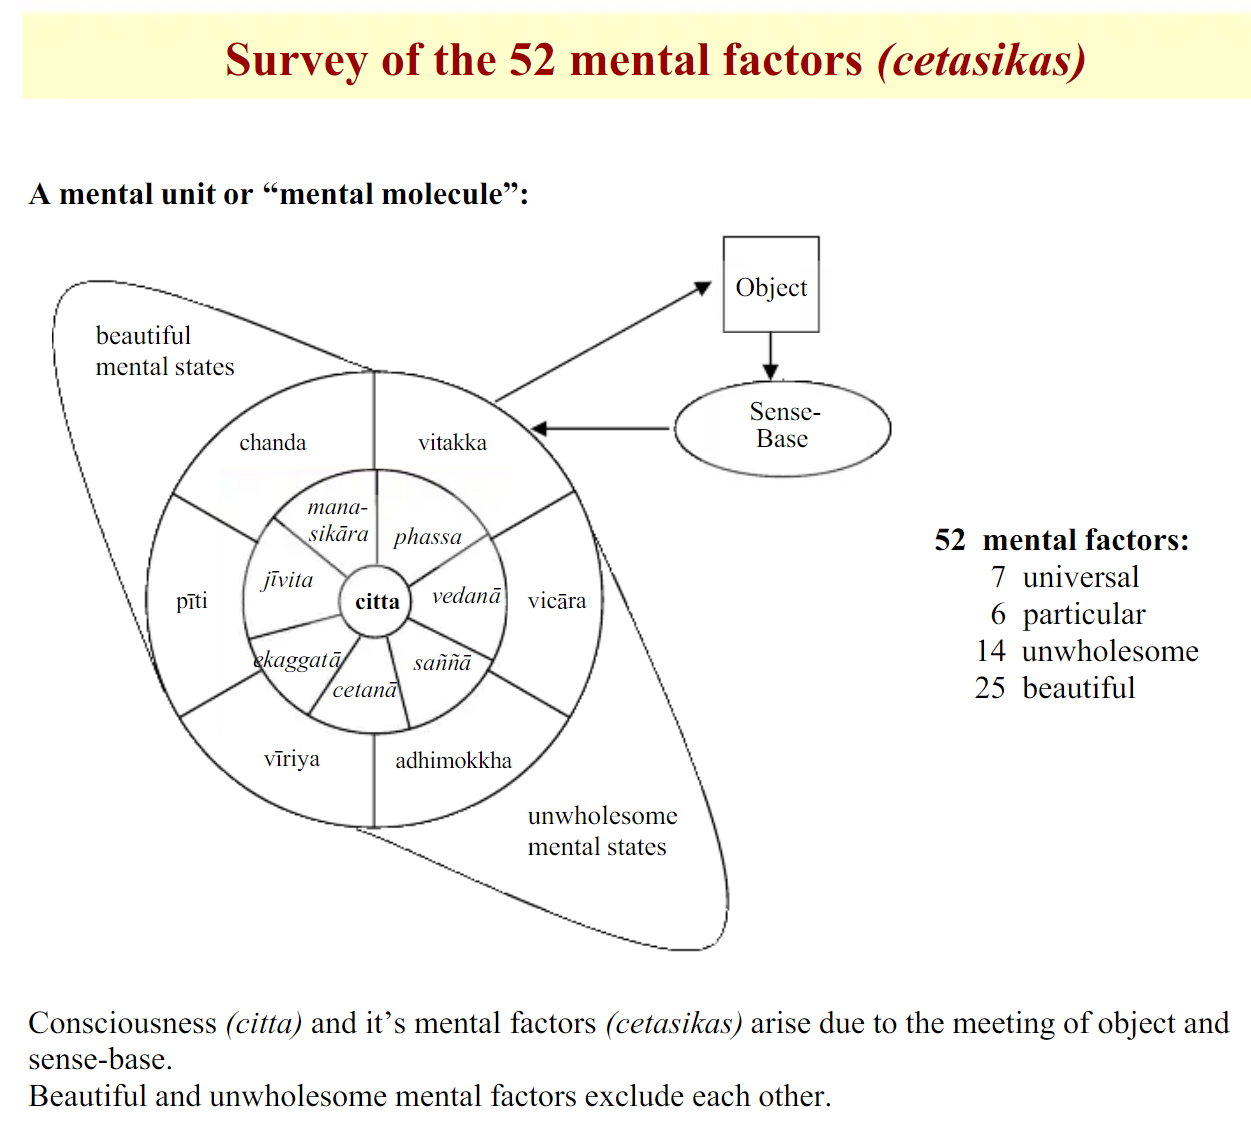 Survey of the 52 mental factors (cetasikas)
A mental unit or “mental molecule”:
Object
Sense-
Base
beautiful
mental states
chanda
vitakka
mana-
sikāra
phassa
jīvita
citta
vedanā
vicāra
pīti
ekaggatā
cetanā
saññā
vīriya
adhimokkha
unwholesome
mental states
52 mental factors:
7 universal
6 particular
14 unwholesome
25 beautiful
Consciousness (citta) and it’s mental factors (cetasikas) arise due to the meeting of object and
sense-base.
Beautiful and unwholesome mental factors exclude each other.